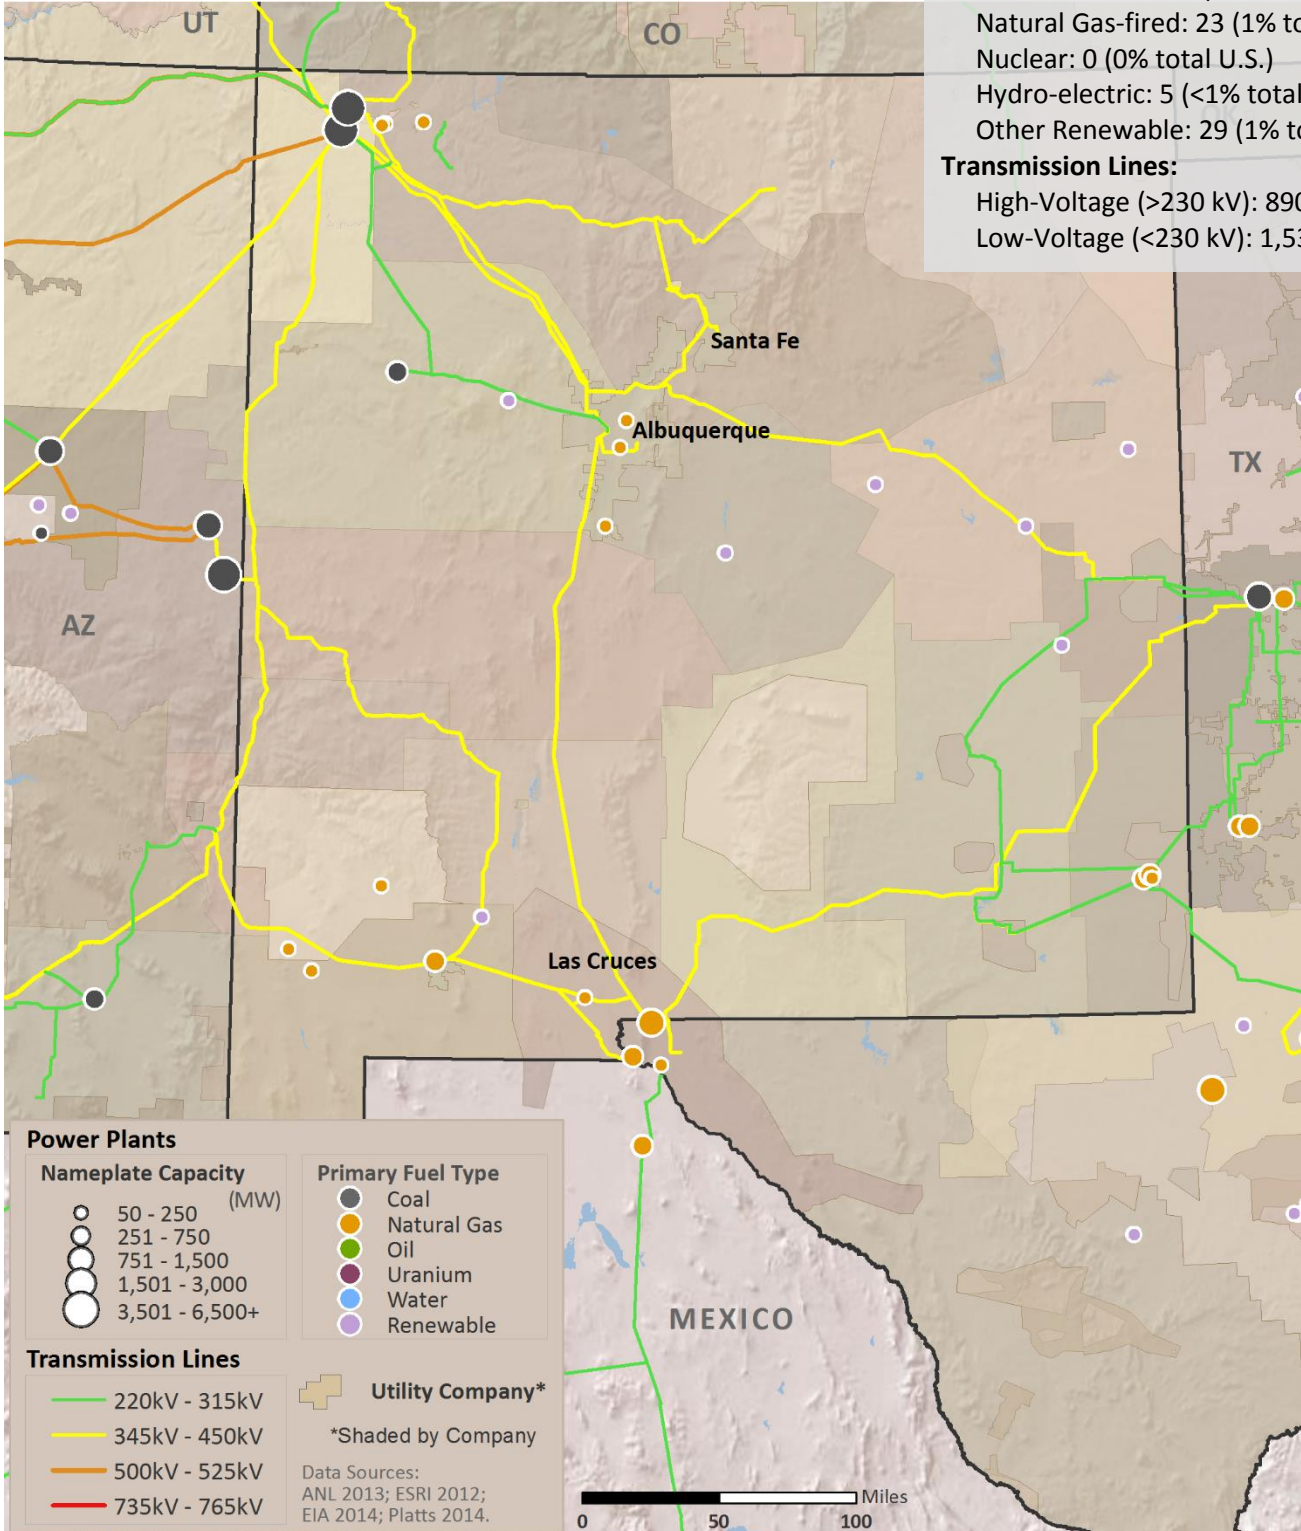 UT
CO
Natural Gas-fired: 23 (1% to
Nuclear: 0 (0% total U.S.)
Hydro-electric: 5 (<1% total
Other Renewable: 29 (1% to
Transmission Lines:
High-Voltage (>230 kV): 890
Low-Voltage (<230 kV): 1,53
Santa Fe
Albuquerque
TX
AZ
Las Cruces
MEXICO
Power Plants
Nameplate Capacity
(MW)
50 - 250
251 - 750
751 - 1,500
1,501 - 3,000
3,501 - 6,500+
Primary Fuel Type
Coal
Natural Gas
Oil
Uranium
Water
Renewable
Transmission Lines
220kV - 315kV
345kV - 450kV
500kV - 525kV
735kV - 765kV
Utility Company*
*Shaded by Company
Data Sources:
ANL 2013; ESRI 2012;
EIA 2014; Platts 2014.
Miles
0 50 100